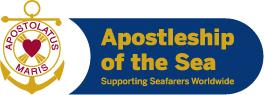 APOSTOLATUS
MARIS
Apostleship
of the Sea
Supporting Seafarers Worldwide